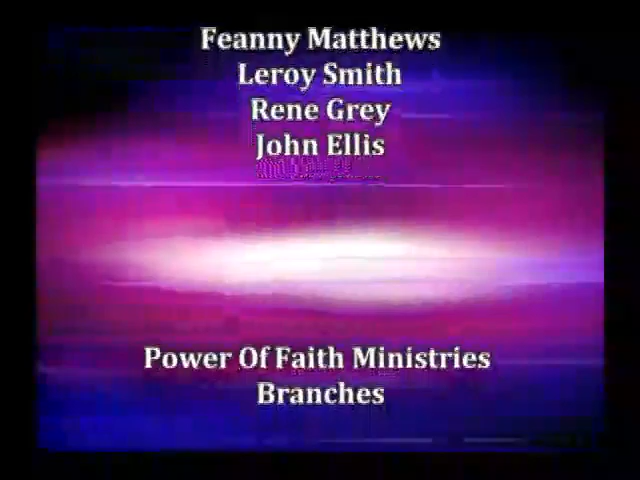 Feanny Matthews
Leroy Smith
Rene Grey
John Ellis
Power Of Faith Ministries
Branches